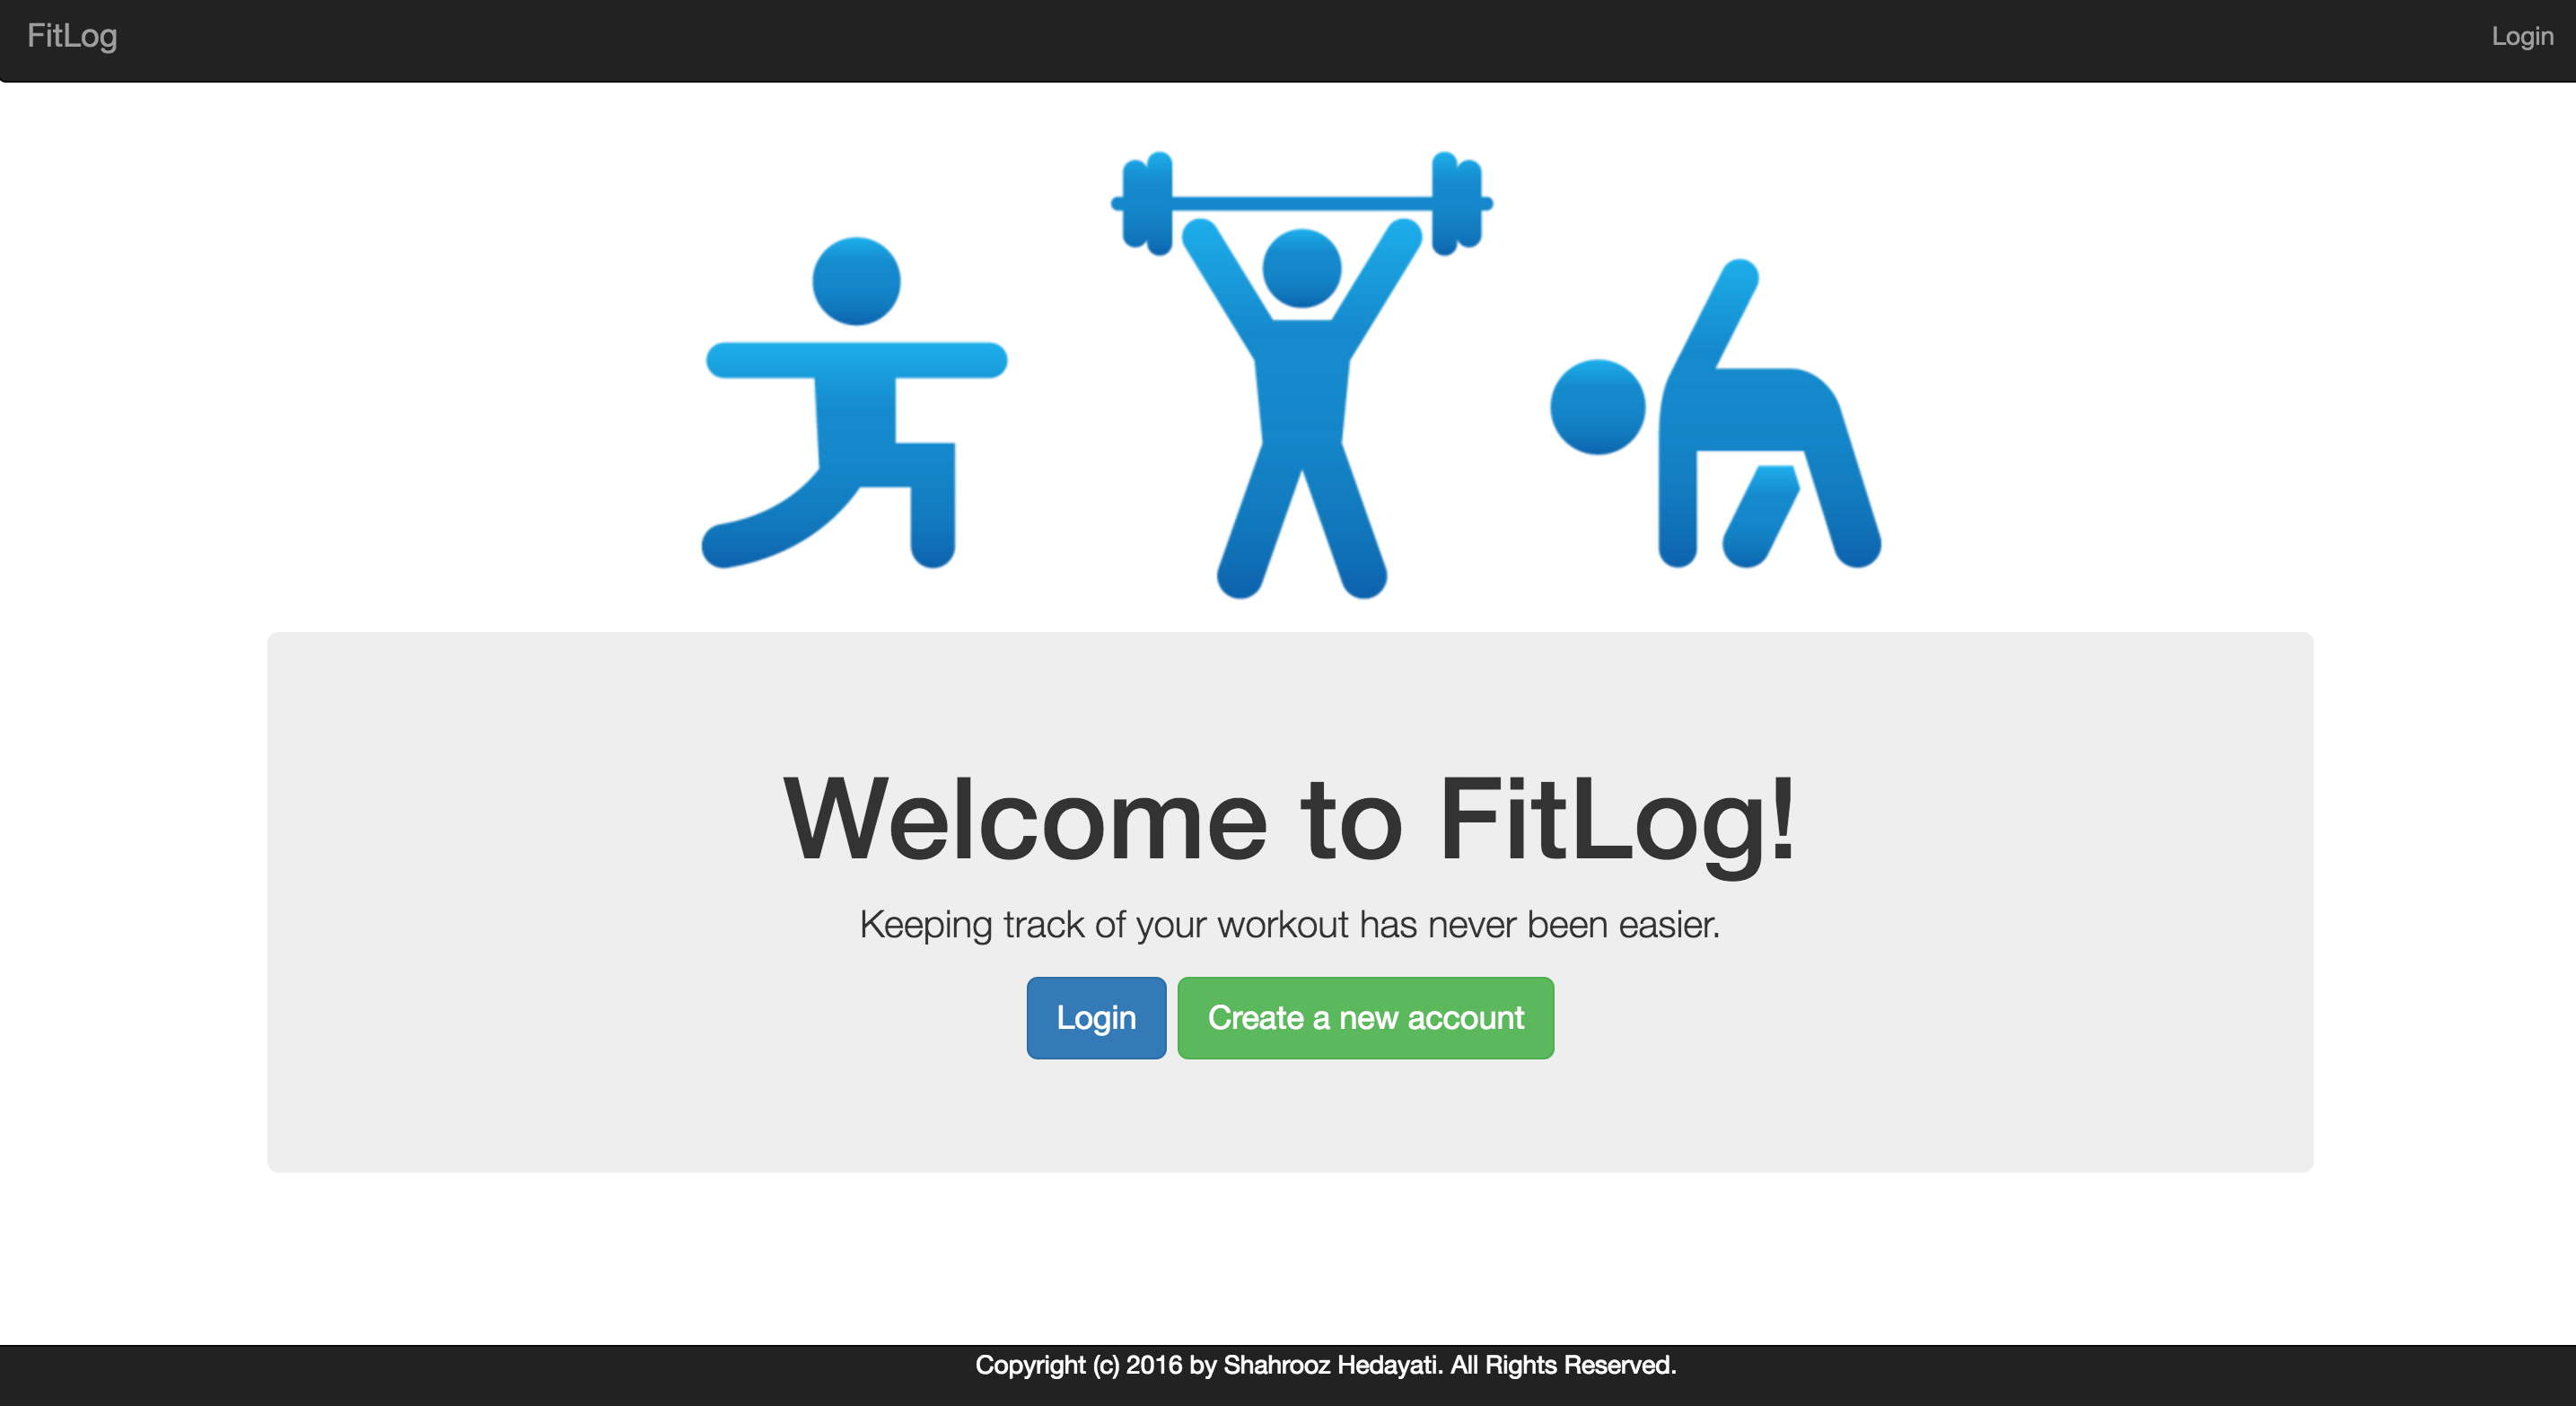 FitLog
Login
Welcome to FitLog!
Keeping track of your workout has never been easier.
Login
Create a new account
Copyright (c) 2016 by Shahrooz Hedayati. All Rights Reserved.